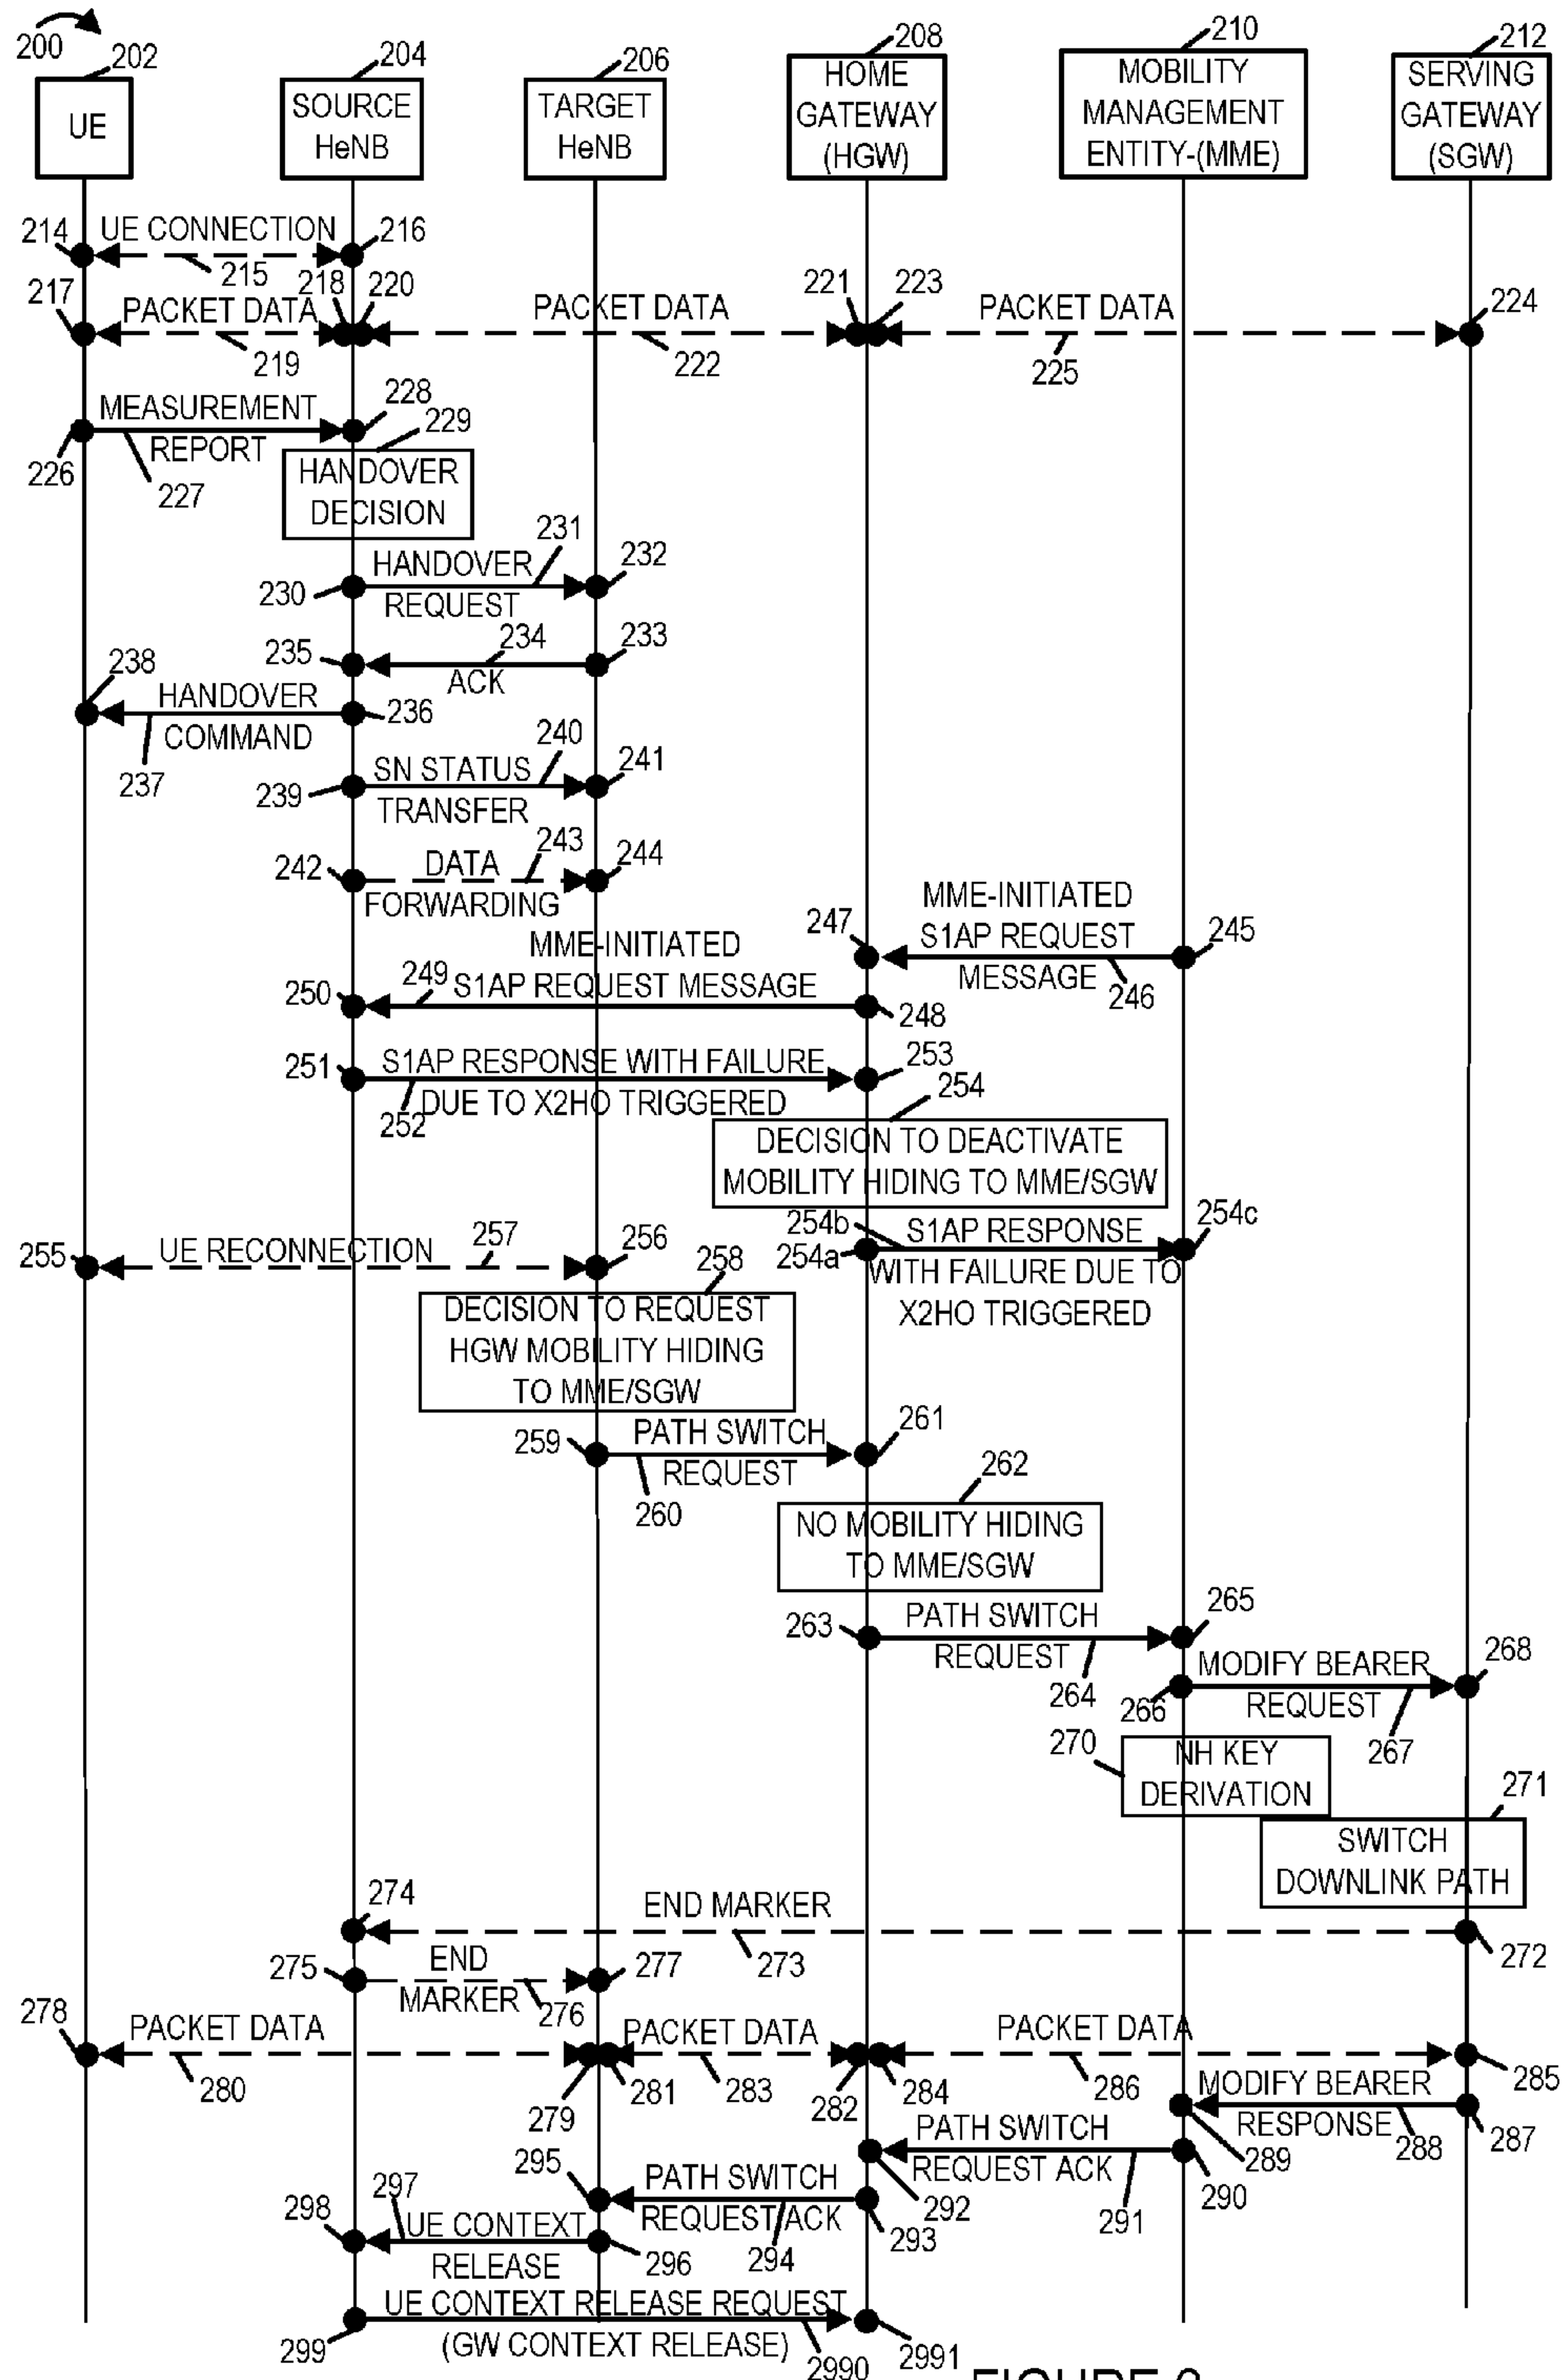 200
202
204
206
208
210
212
UE
SOURCE
HeNB
TARGET
HeNB
HOME
GATEWAY
(HGW)
MOBILITY
MANAGEMENT
ENTITY-(MME)
SERVING
GATEWAY
(SGW)
214
UE CONNECTION
216
215
217
PACKET DATA
218
220
219
PACKET DATA
222
221
223
PACKET DATA
225
224
MEASUREMENT
REPORT
226
227
228
229
HANDOVER
DECISION
230
HANDOVER
REQUEST
231
232
235
234
ACK
233
238
HANDOVER
COMMAND
236
237
239
SN STATUS
TRANSFER
240
241
242
DATA
FORWARDING
243
244
247
MME-INITIATED
S1AP REQUEST
MESSAGE
245
246
250
249
MME-INITIATED
S1AP REQUEST MESSAGE
248
251
S1AP RESPONSE WITH FAILURE
DUE TO X2HO TRIGGERED
252
253
254
DECISION TO DEACTIVATE
MOBILITY HIDING TO MME/SGW
254b
254a
S1AP RESPONSE
WITH FAILURE DUE TO
X2HO TRIGGERED
254c
255
UE RECONNECTION
257
256
258
DECISION TO REQUEST
HGW MOBILITY HIDING
TO MME/SGW
259
PATH SWITCH
REQUEST
260
261
262
NO MOBILITY HIDING
TO MME/SGW
263
PATH SWITCH
REQUEST
264
265
266
MODIFY BEARER
REQUEST
267
268
270
NH KEY
DERIVATION
271
SWITCH
DOWNLINK PATH
274
END MARKER
273
272
275
END
MARKER
276
277
278
PACKET DATA
280
279
281
PACKET DATA
283
282
284
PACKET DATA
286
285
MODIFY BEARER
RESPONSE
289
288
287
PATH SWITCH
REQUEST ACK
292
291
290
295
PATH SWITCH
REQUEST ACK
294
293
298
297
UE CONTEXT
RELEASE
296
299
UE CONTEXT RELEASE REQUEST
(GW CONTEXT RELEASE)
2990
2991